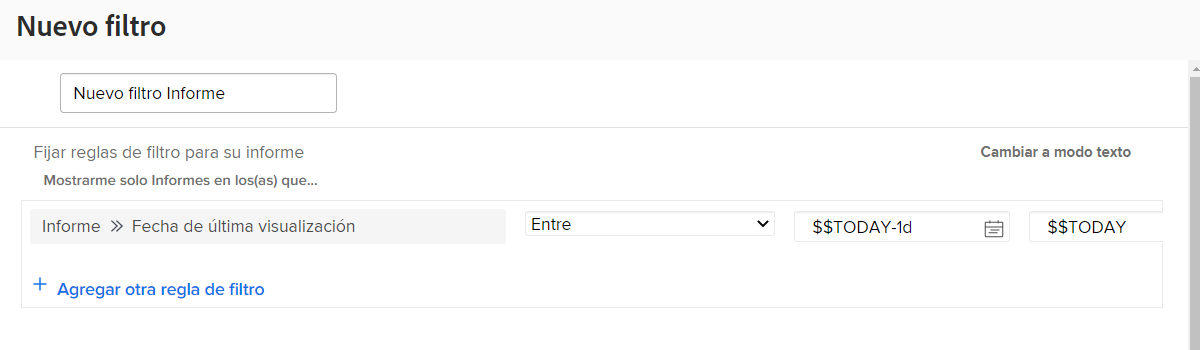 Nuevo filtro
Nuevo filtro Informe
Fijar reglas de filtro para su informe
Cambiar a modo texto
Mostrarme solo Informes en los(as) que...
Informe » Fecha de última visualización Entre $$TODAY-1d $$TODAY
+ Agregar otra regla de filtro